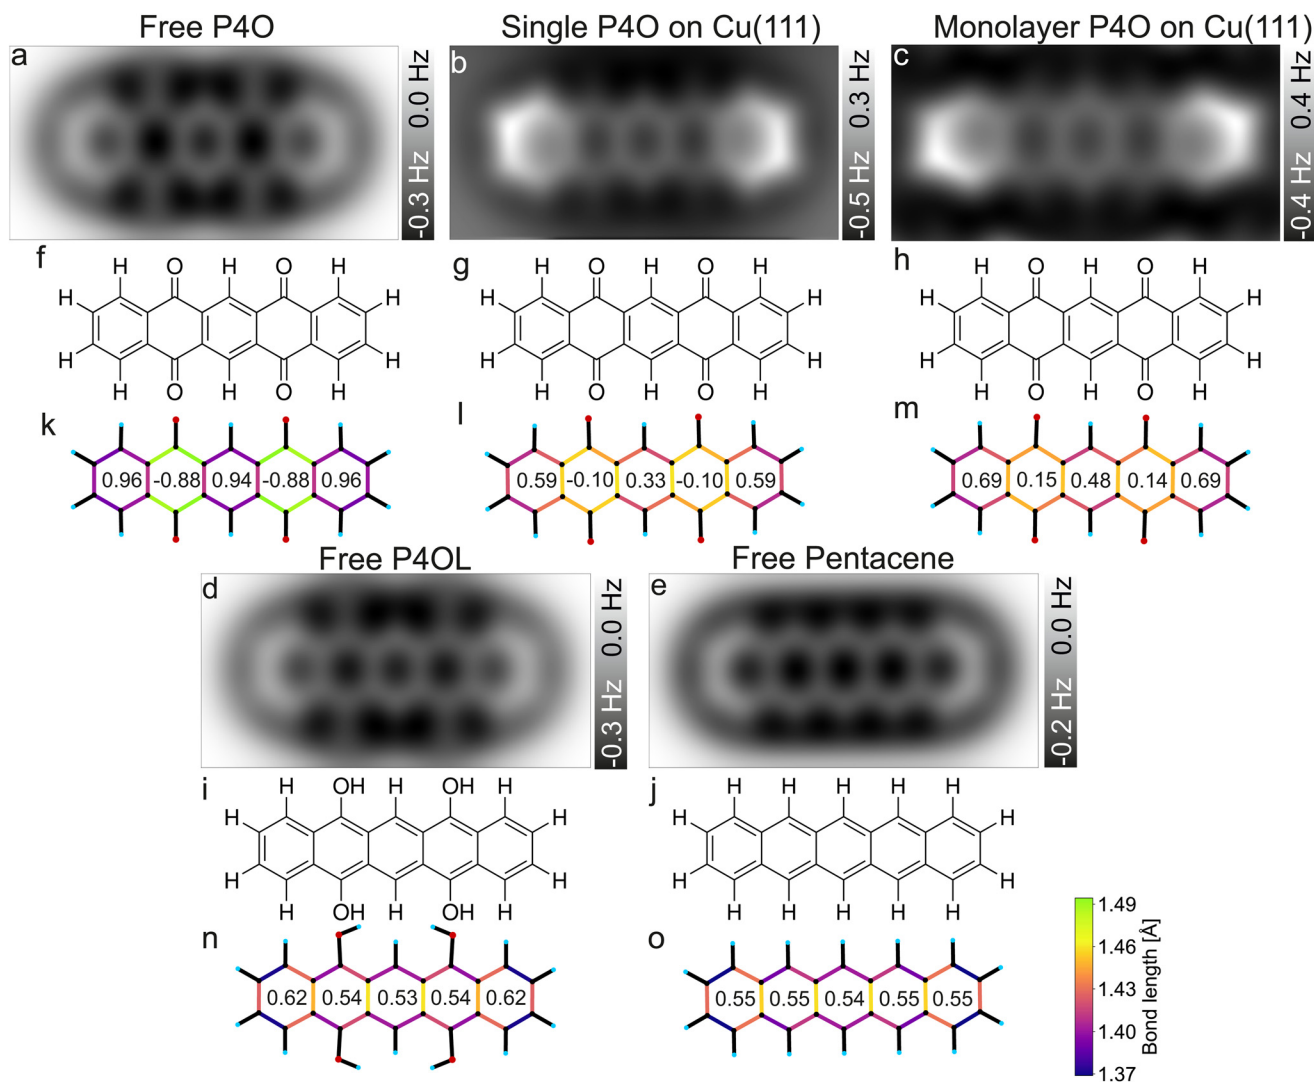 Free P4O
Single P4O on Cu(111)
Monolayer P4O on Cu(111)
a
0.0 Hz
-0.3 Hz
b
0.3 Hz
-0.5 Hz
c
0.4 Hz
-0.4 Hz
f
H O H O H
H H
H H
H O H O H
g
H O H O H
H H
H H
H O H O H
h
H O H O H
H H
H H
H O H O H
k
0.96 -0.88 0.94 -0.88 0.96
l
0.59 -0.10 0.33 -0.10 0.59
m
0.69 0.15 0.48 0.14 0.69
Free P4OL
Free Pentacene
d
0.0 Hz
-0.3 Hz
e
0.0 Hz
-0.2 Hz
i
H OH H OH H
H H
H H
H OH H OH H
j
H H H H H
H H
H H
H H H H H
n
0.62 0.54 0.53 0.54 0.62
o
0.55 0.55 0.54 0.55 0.55
1.49
1.46
1.43
1.40
1.37
Bond length [Å]